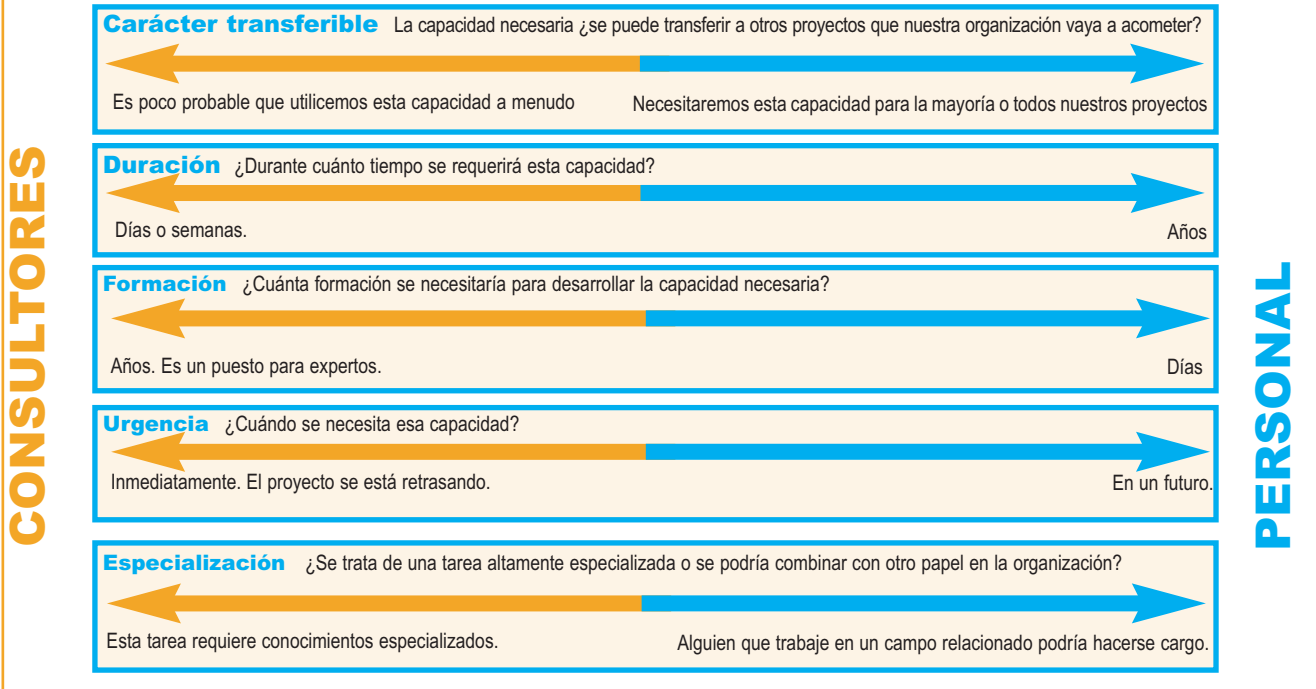 CONSULTORES
Carácter transferible La capacidad necesaria ¿se puede transferir a otros proyectos que nuestra organización vaya a acometer?
Es poco probable que utilicemos esta capacidad a menudo
Necesitaremos esta capacidad para la mayoría o todos nuestros proyectos
Duración ¿Durante cuánto tiempo se requerirá esta capacidad?
Días o semanas.
Años
Formación ¿Cuánta formación se necesitaría para desarrollar la capacidad necesaria?
Años. Es un puesto para expertos.
Días
Urgencia ¿Cuándo se necesita esa capacidad?
Inmediatamente. El proyecto se está retrasando.
En un futuro.
Especialización ¿Se trata de una tarea altamente especializada o se podría combinar con otro papel en la organización?
Esta tarea requiere conocimientos especializados.
Alguien que trabaje en un campo relacionado podría hacerse cargo.
PERSONAL